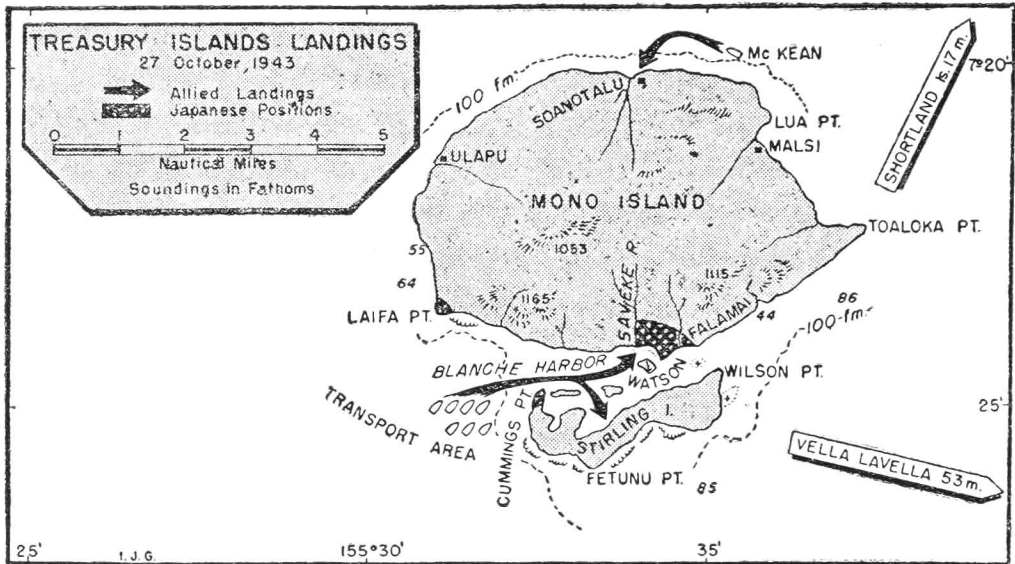 TREASURY ISLANDS LANDINGS
27 October, 1943
Allied Landings
Japanese Positions
0 1 2 3 4 5
Nautical Miles
Soundings in Fathoms
Mc KEAN
7°20'
100 fm.
SOANOTALU
SHORTLAND Is. 17 m.
LUA PT.
MALSI
ULAPU
MONO ISLAND
TOALOKA PT.
55
1053
SAVEKE R.
1115
64
1165
86
LAIFA PT.
FALAMAI
44
100-fm.
BLANCHE HARBOR
WATSON
WILSON PT.
TRANSPORT AREA
CUMMINGS PT.
STIRLING I.
25'
FETUNU PT.
85
VELLA LAVELLA 53 m.
25'
I. J. G.
155°30'
35'